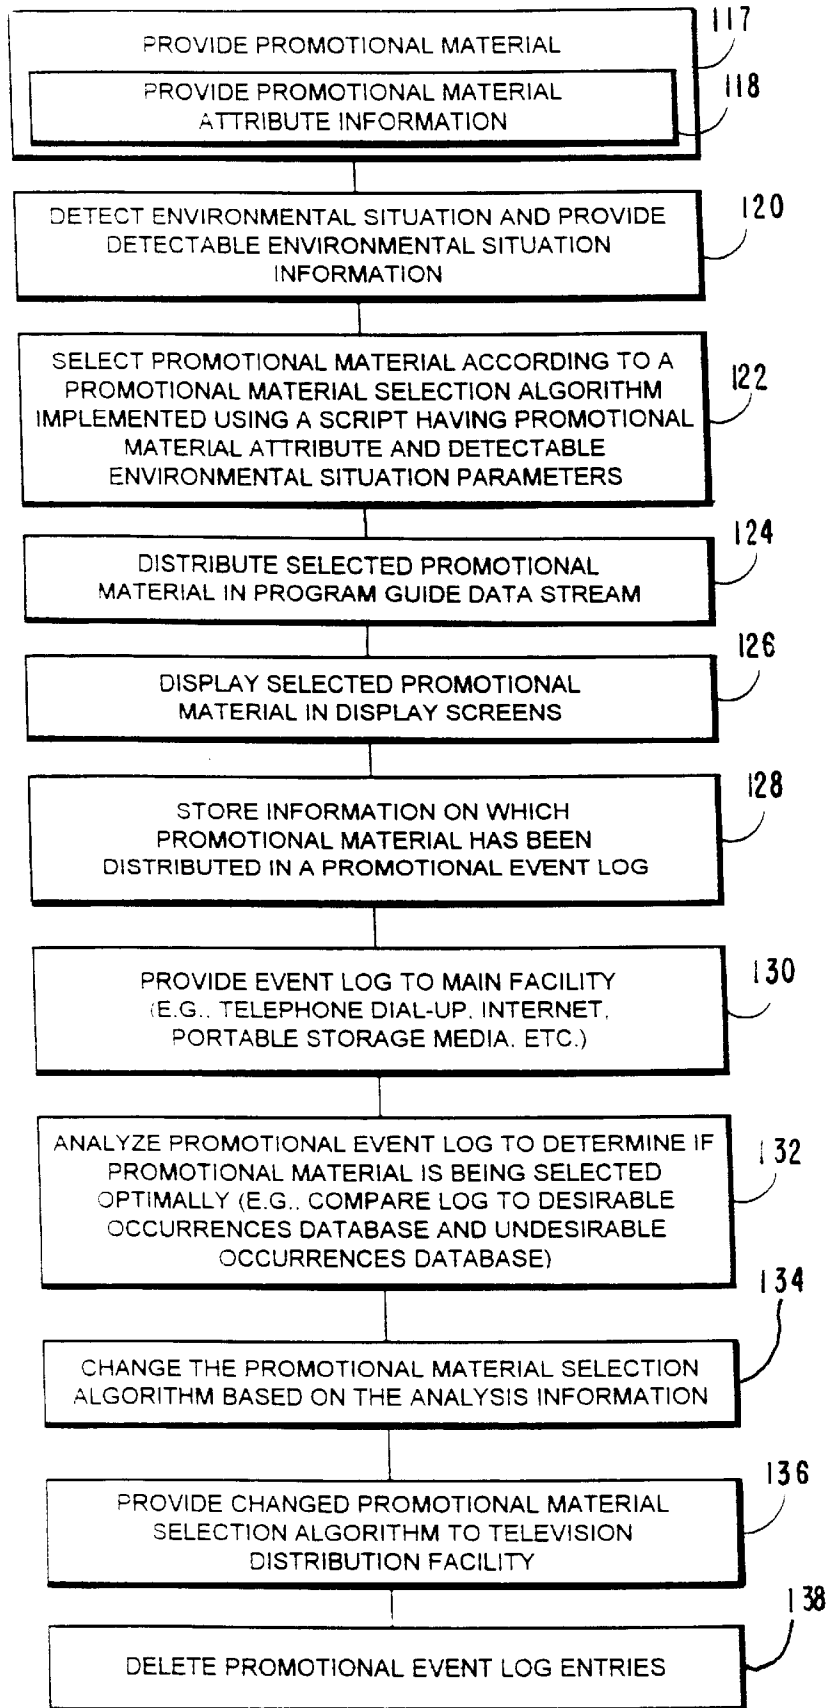 117
PROVIDE PROMOTIONAL MATERIAL
118
PROVIDE PROMOTIONAL MATERIAL
ATTRIBUTE INFORMATION
120
DETECT ENVIRONMENTAL SITUATION AND PROVIDE
DETECTABLE ENVIRONMENTAL SITUATION
INFORMATION
122
SELECT PROMOTIONAL MATERIAL ACCORDING TO A
PROMOTIONAL MATERIAL SELECTION ALGORITHM
IMPLEMENTED USING A SCRIPT HAVING PROMOTIONAL
MATERIAL ATTRIBUTE AND DETECTABLE
ENVIRONMENTAL SITUATION PARAMETERS
124
DISTRIBUTE SELECTED PROMOTIONAL
MATERIAL IN PROGRAM GUIDE DATA STREAM
126
DISPLAY SELECTED PROMOTIONAL
MATERIAL IN DISPLAY SCREENS
128
STORE INFORMATION ON WHICH
PROMOTIONAL MATERIAL HAS BEEN
DISTRIBUTED IN A PROMOTIONAL EVENT LOG
130
PROVIDE EVENT LOG TO MAIN FACILITY
(E.G., TELEPHONE DIAL-UP, INTERNET,
PORTABLE STORAGE MEDIA, ETC.)
132
ANALYZE PROMOTIONAL EVENT LOG TO DETERMINE IF
PROMOTIONAL MATERIAL IS BEING SELECTED
OPTIMALLY (E.G., COMPARE LOG TO DESIRABLE
OCCURRENCES DATABASE AND UNDESIRABLE
OCCURRENCES DATABASE)
134
CHANGE THE PROMOTIONAL MATERIAL SELECTION
ALGORITHM BASED ON THE ANALYSIS INFORMATION
136
PROVIDE CHANGED PROMOTIONAL MATERIAL
SELECTION ALGORITHM TO TELEVISION
DISTRIBUTION FACILITY
138
DELETE PROMOTIONAL EVENT LOG ENTRIES